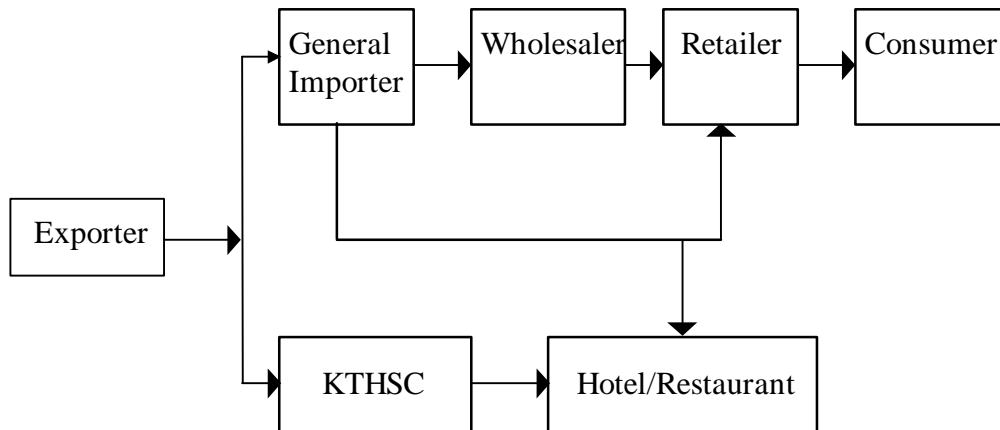 General
Importer
Wholesaler
Retailer
Consumer
Exporter
KTHSC
Hotel/Restaurant